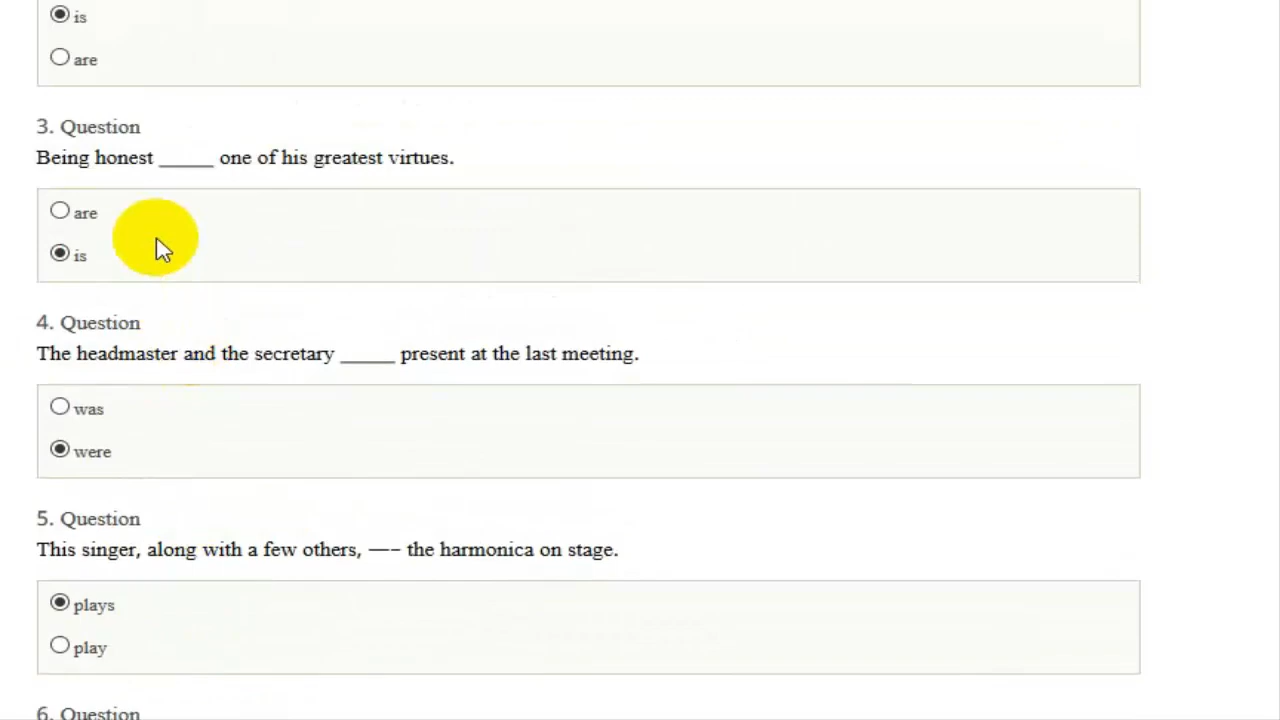 is
are
3. Question
Being honest _____ one of his greatest virtues.
are
is
4. Question
The headmaster and the secretary _____ present at the last meeting.
was
were
5. Question
This singer, along with a few others, —– the harmonica on stage.
plays
play
6. Question